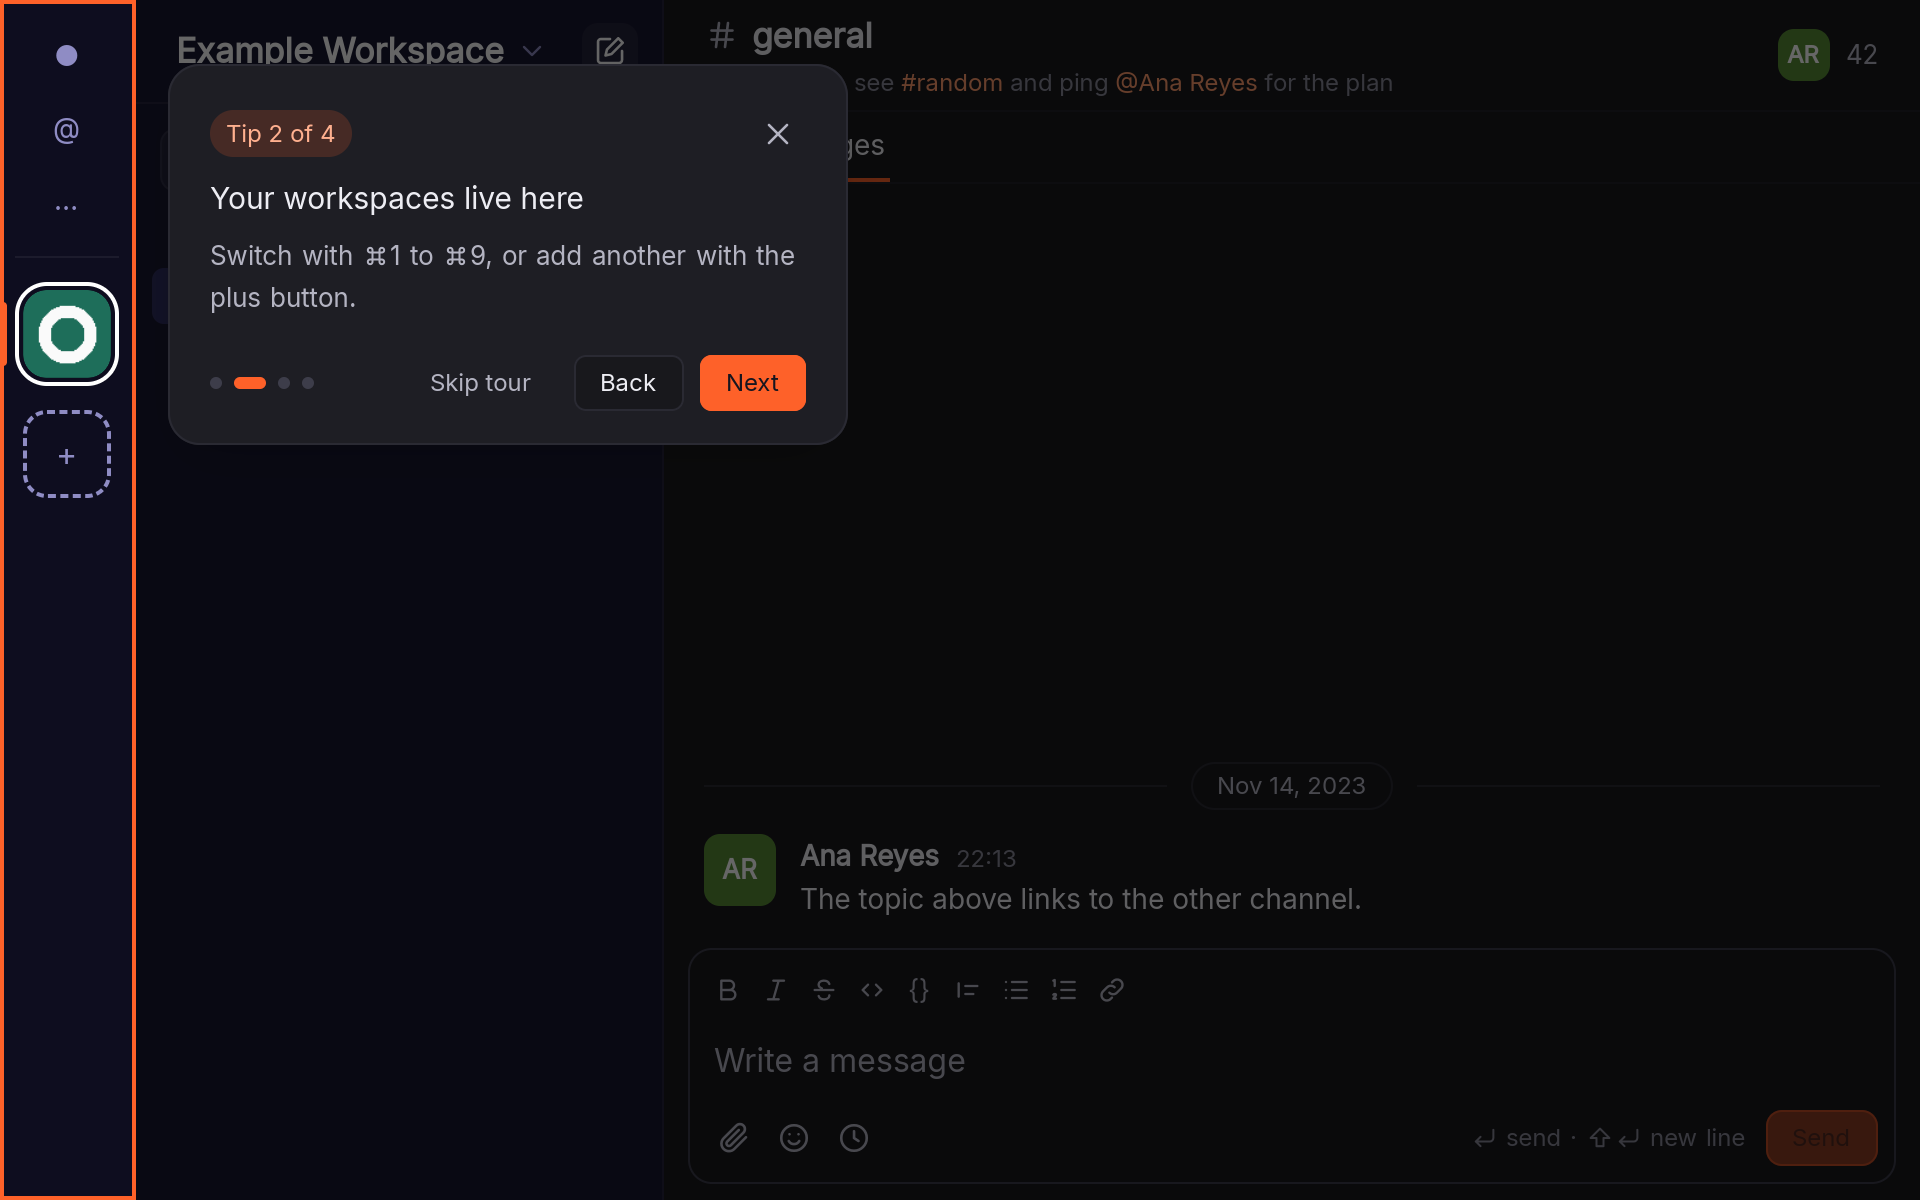 @
Example Workspace
Tip 2 of 4
Your workspaces live here
Switch with ⌘1 to ⌘9, or add another with the
plus button.
Skip tour
Back
Next
+
# general
AR
42
see #random and ping @Ana Reyes for the plan
ges
Nov 14, 2023
AR
Ana Reyes 22:13
The topic above links to the other channel.
Write a message
send · new line
Send